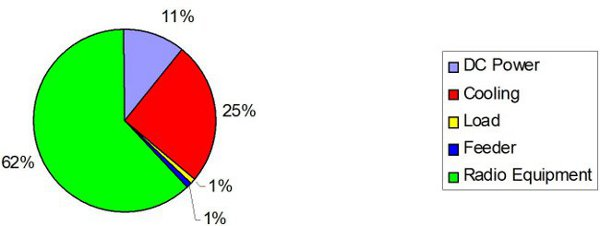 11%
25%
62%
1%
1%
DC Power
Cooling
Load
Feeder
Radio Equipment